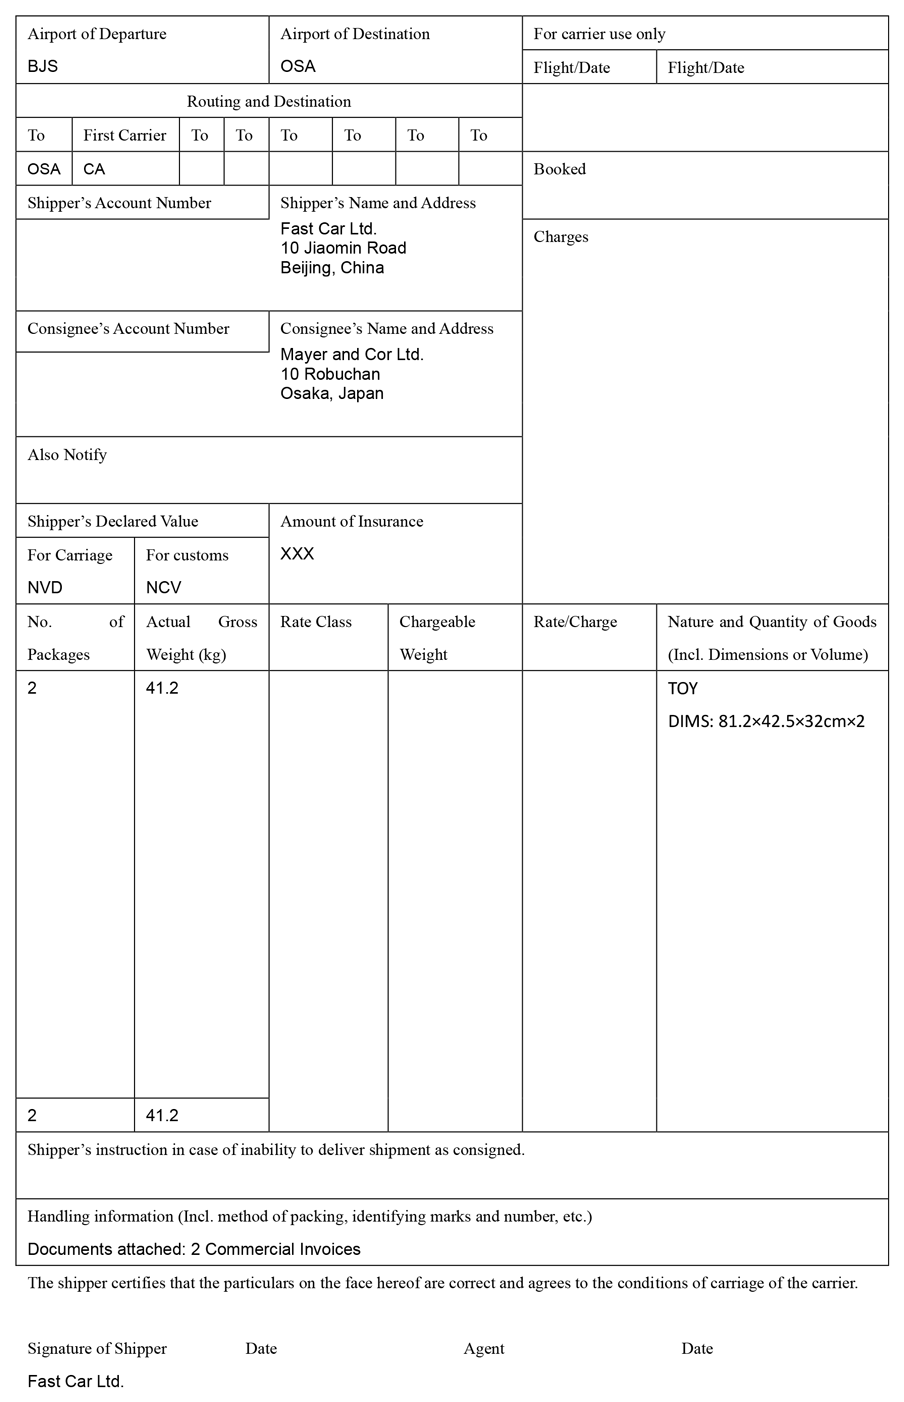 Airport of Departure
BJS
Airport of Destination
OSA
For carrier use only
Flight/Date
Flight/Date
Routing and Destination
To
First Carrier
To
To
To
To
To
To
OSA
CA
Booked
Shipper’s Account Number
Shipper’s Name and Address
Fast Car Ltd.
10 Jiaomin Road
Beijing, China
Charges
Consignee’s Account Number
Consignee’s Name and Address
Mayer and Cor Ltd.
10 Robuchan
Osaka, Japan
Also Notify
Shipper’s Declared Value
For Carriage
NVD
For customs
NCV
Amount of Insurance
XXX
No. of
Packages
Actual Gross
Weight (kg)
Rate Class
Chargeable
Weight
Rate/Charge
Nature and Quantity of Goods
(Incl. Dimensions or Volume)
2
41.2
TOY
DIMS: 81.2×42.5×32cm×2
2
41.2
Shipper’s instruction in case of inability to deliver shipment as consigned.
Handling information (Incl. method of packing, identifying marks and number, etc.)
Documents attached: 2 Commercial Invoices
The shipper certifies that the particulars on the face hereof are correct and agrees to the conditions of carriage of the carrier.
Signature of Shipper
Date
Agent
Date
Fast Car Ltd.